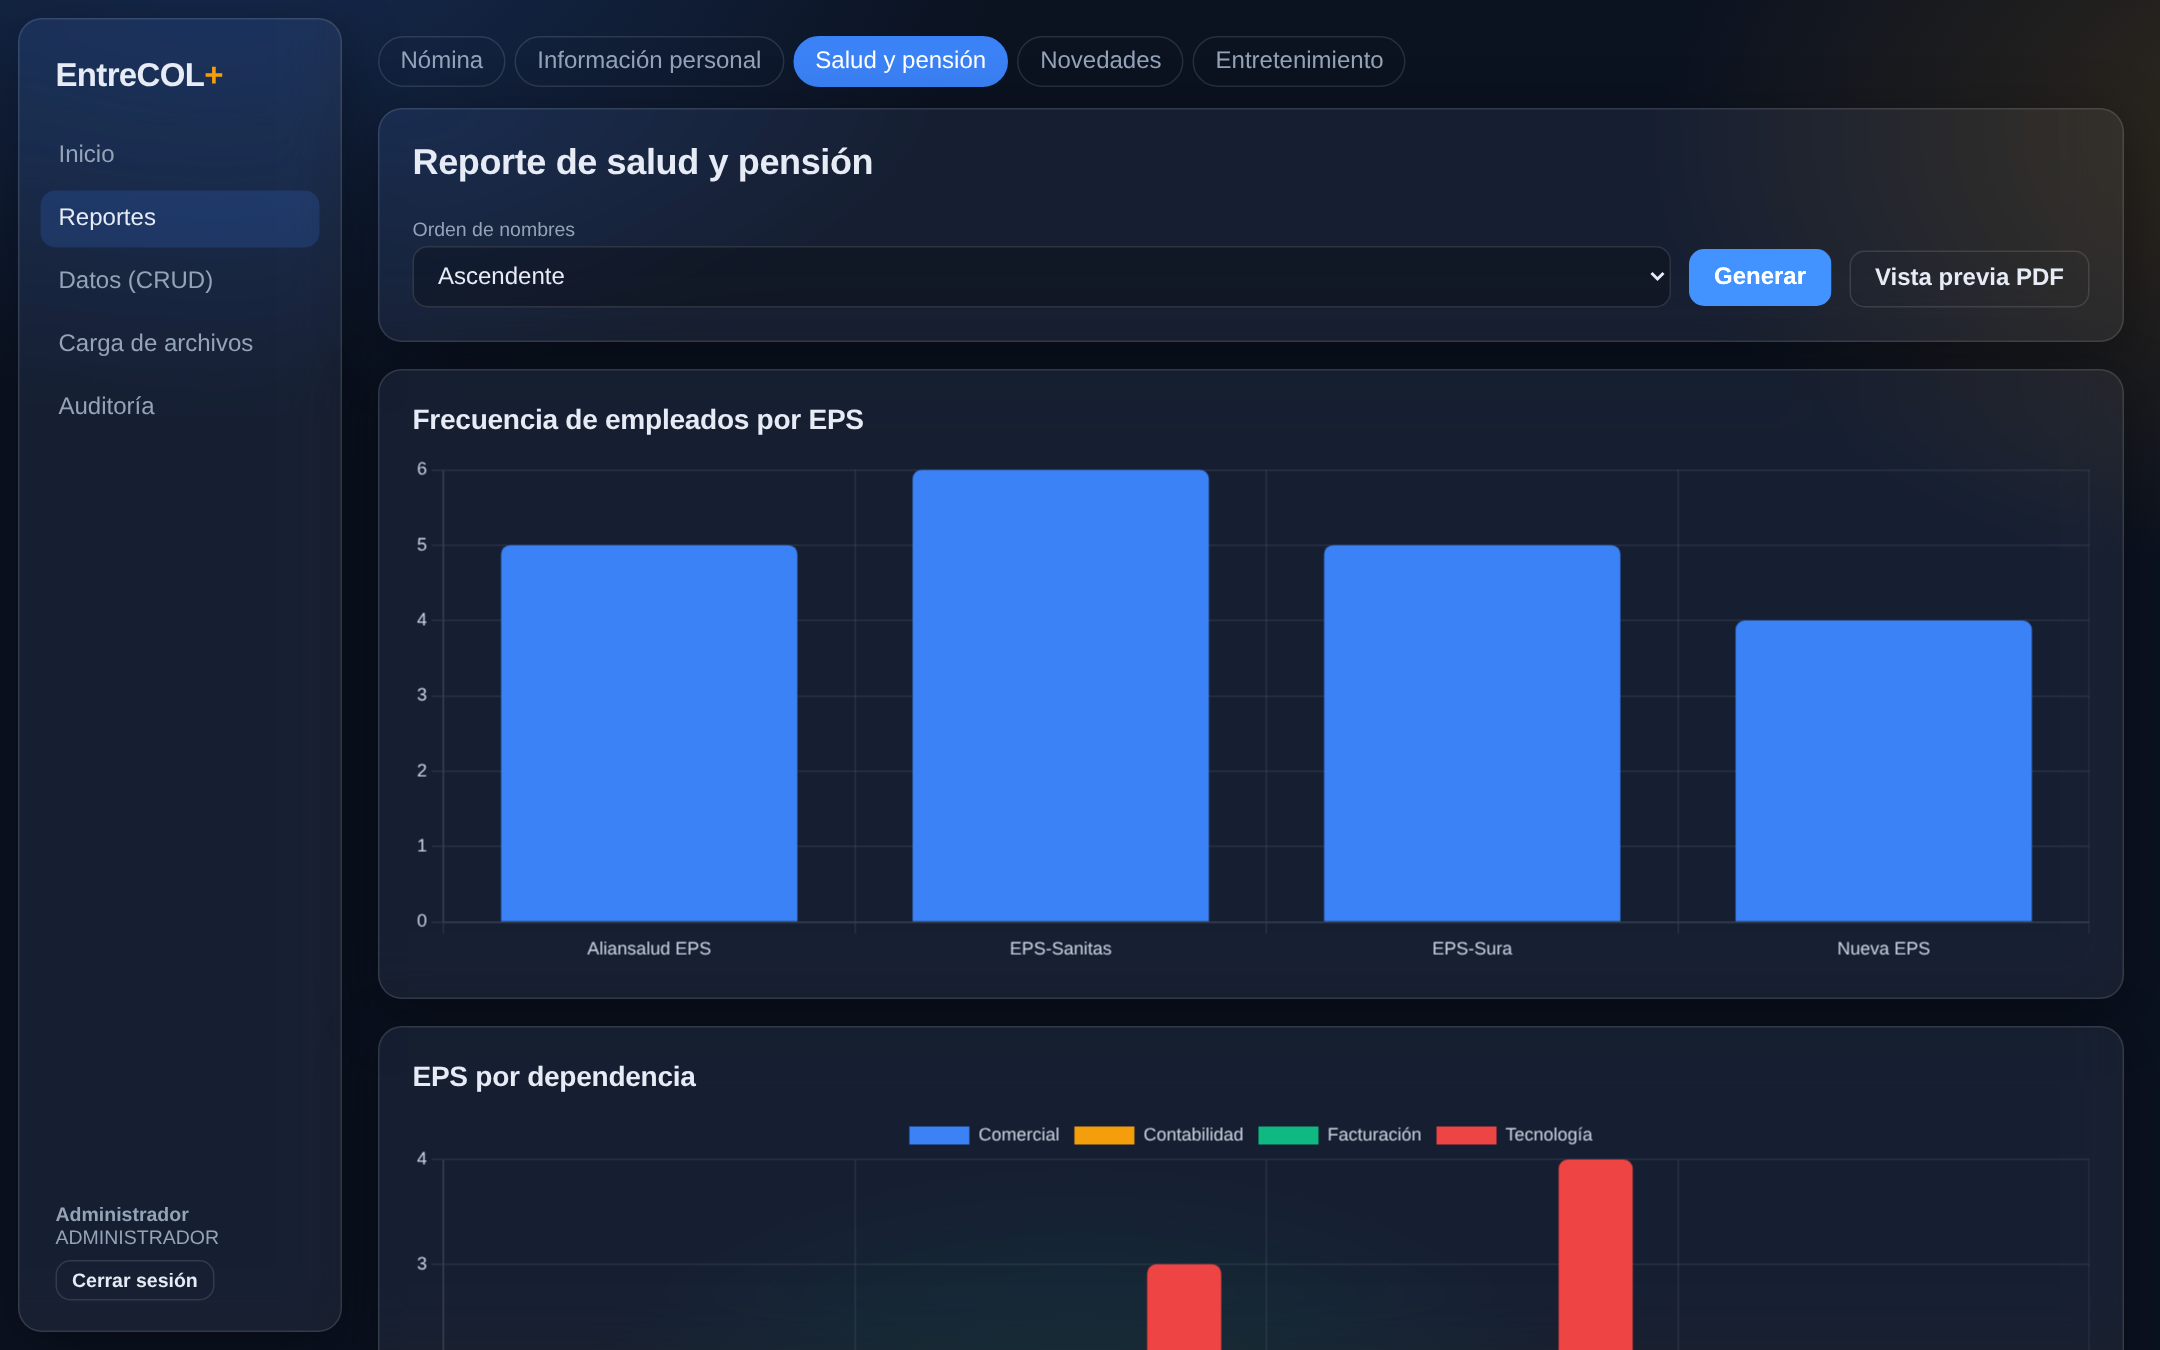 EntreCOL+
Inicio
Reportes
Datos (CRUD)
Carga de archivos
Auditoría
Administrador
ADMINISTRADOR
Cerrar sesión
Nómina
Información personal
Salud y pensión
Novedades
Entretenimiento
Reporte de salud y pensión
Orden de nombres
Ascendente
Generar
Vista previa PDF
Frecuencia de empleados por EPS
6
5
4
3
2
1
0
Aliansalud EPS
EPS-Sanitas
EPS-Sura
Nueva EPS
EPS por dependencia
Comercial
Contabilidad
Facturación
Tecnología
4
3